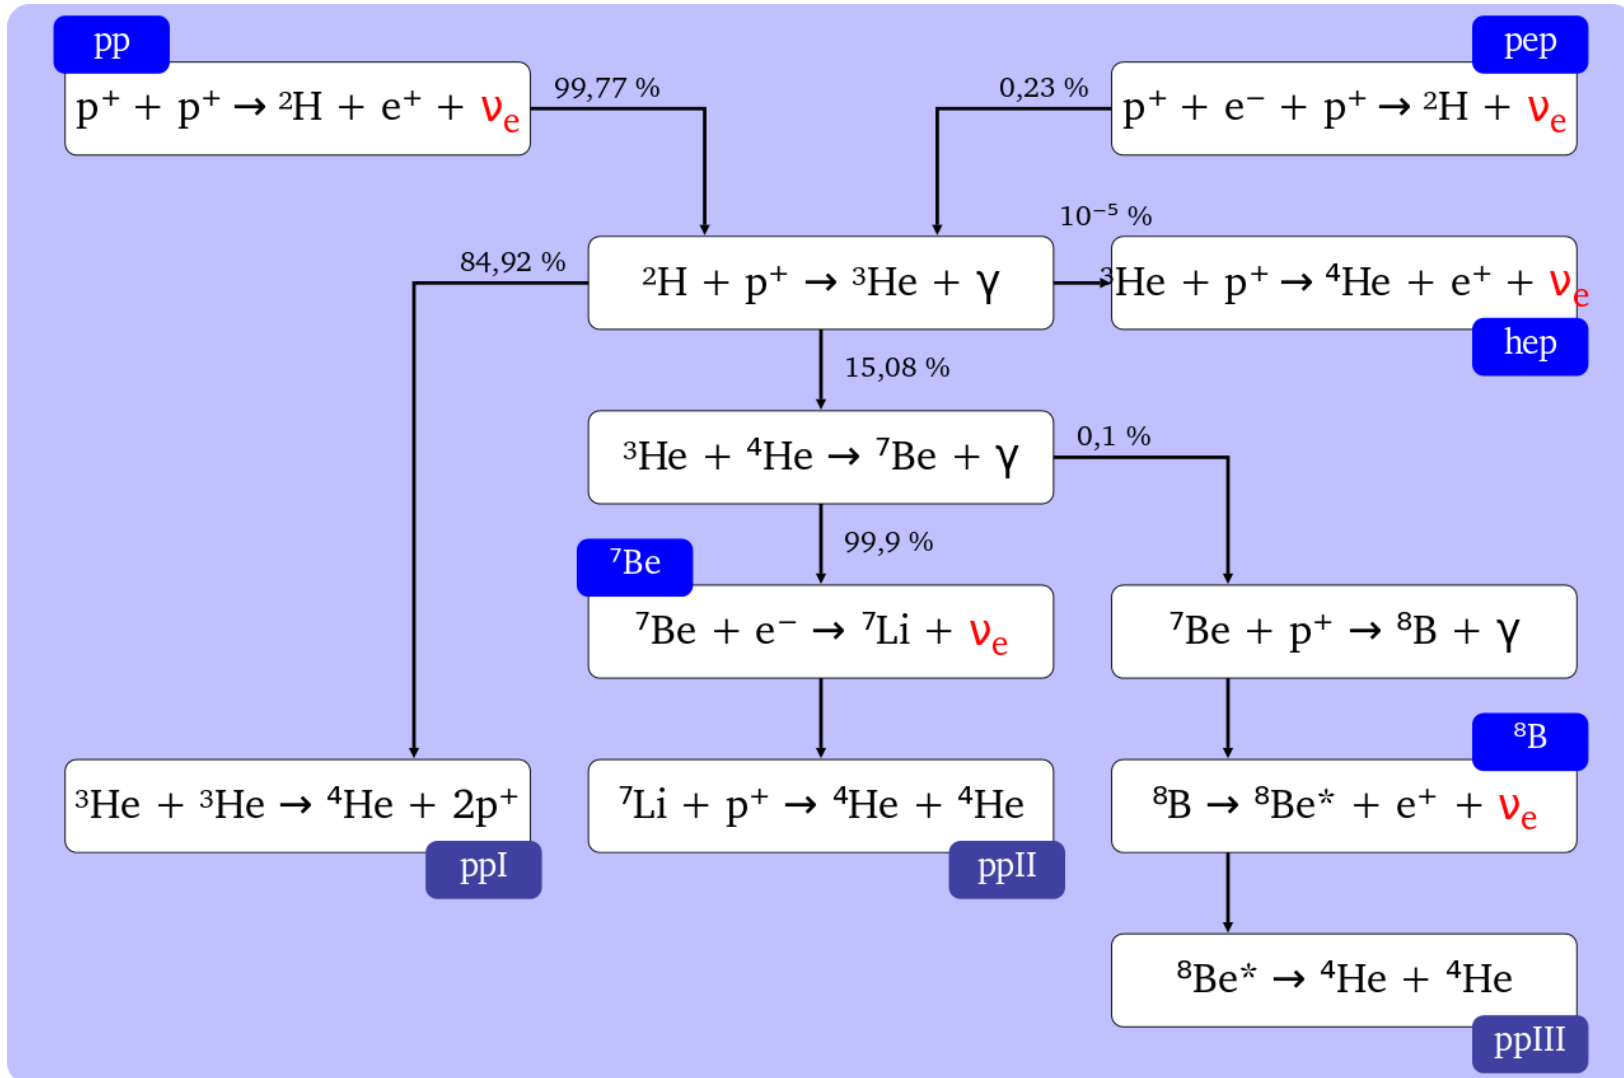 pp
pep
p⁺ + p⁺ → ²H + e⁺ + νₑ
99,77 %
0,23 %
p⁺ + e⁻ + p⁺ → ²H + νₑ
10⁻⁵ %
84,92 %
²H + p⁺ → ³He + γ
³He + p⁺ → ⁴He + e⁺ + νₑ
hep
15,08 %
³He + ⁴He → ⁷Be + γ
0,1 %
99,9 %
⁷Be
⁷Be + e⁻ → ⁷Li + νₑ
⁷Be + p⁺ → ⁸B + γ
⁸B
³He + ³He → ⁴He + 2p⁺
⁷Li + p⁺ → ⁴He + ⁴He
⁸B → ⁸Be* + e⁺ + νₑ
ppI
ppII
⁸Be* → ⁴He + ⁴He
ppIII